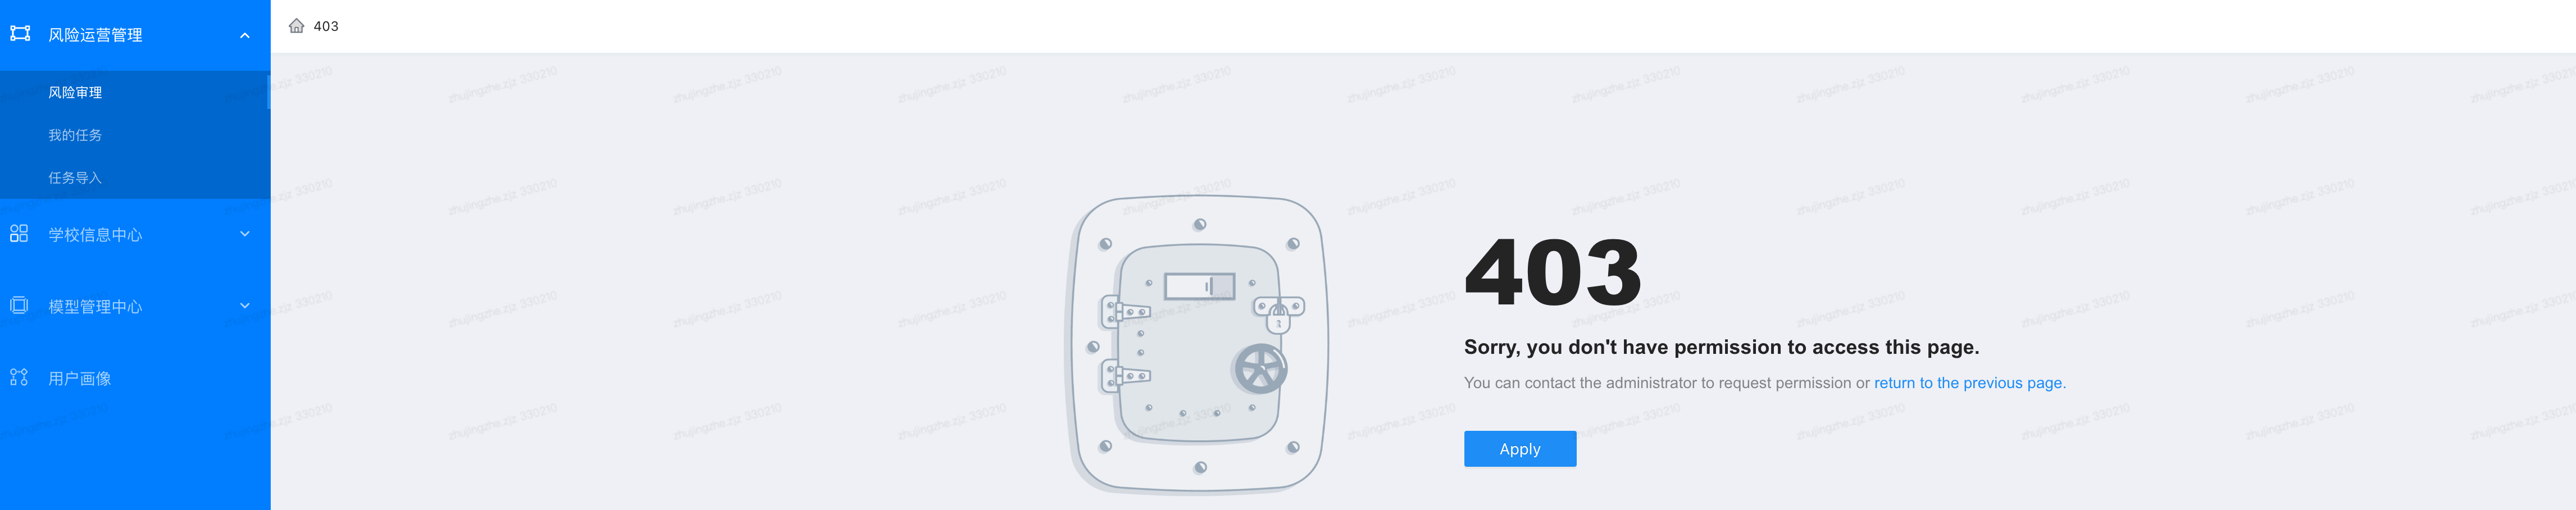 风险运营管理
风险审理
我的任务
任务导入
学校信息中心
模型管理中心
用户画像
403
403
Sorry, you don't have permission to access this page.
You can contact the administrator to request permission or return to the previous page.
Apply
zhujingzhe.zjz 330210